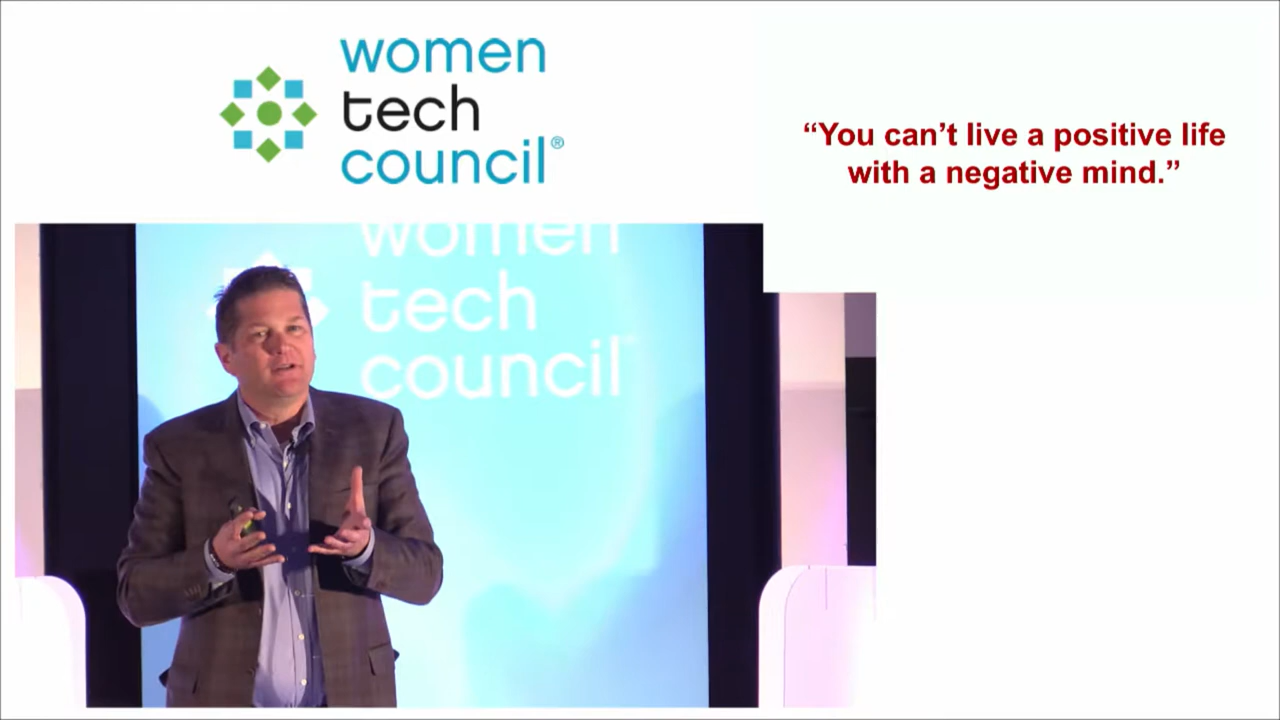 women
tech
council®
“You can’t live a positive life
with a negative mind.”
women
tech
council